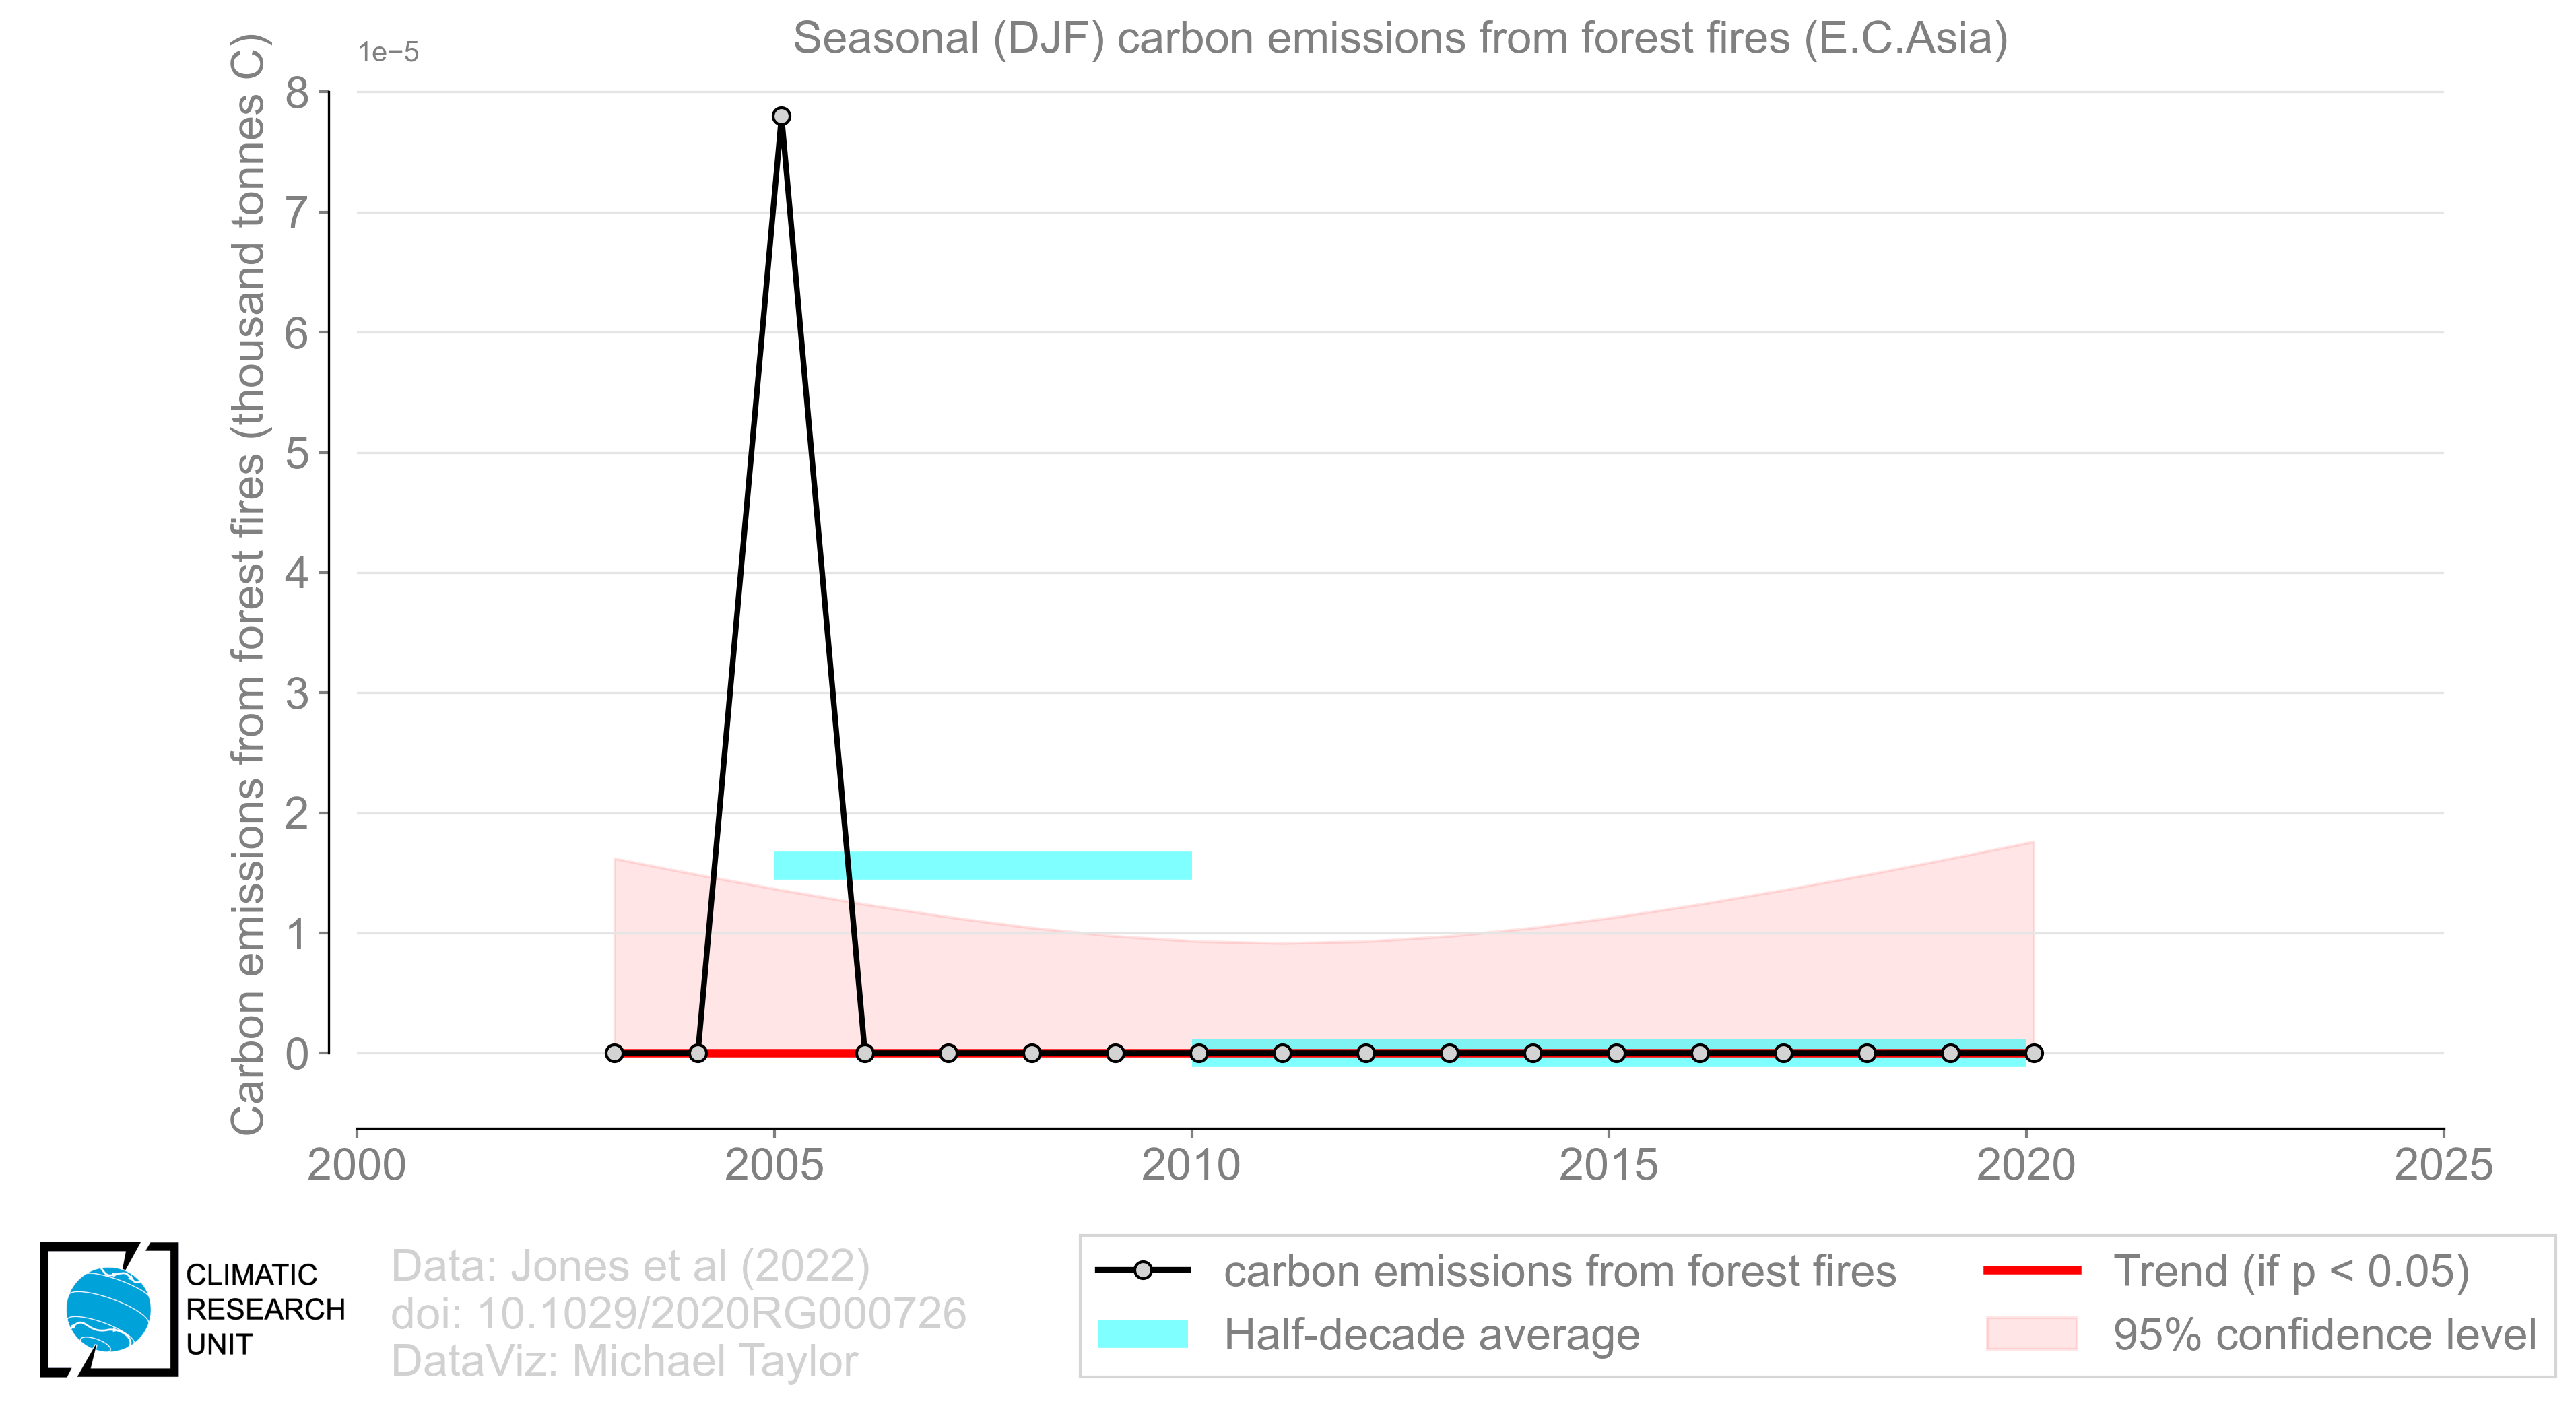 Seasonal (DJF) carbon emissions from forest fires (E.C.Asia)
1e−5
Carbon emissions from forest fires (thousand tonnes C)
8
7
6
5
4
3
2
1
0
2000 2005 2010 2015 2020 2025
CLIMATIC
RESEARCH
UNIT
Data: Jones et al (2022)
doi: 10.1029/2020RG000726
DataViz: Michael Taylor
carbon emissions from forest fires
Half-decade average
Trend (if p < 0.05)
95% confidence level